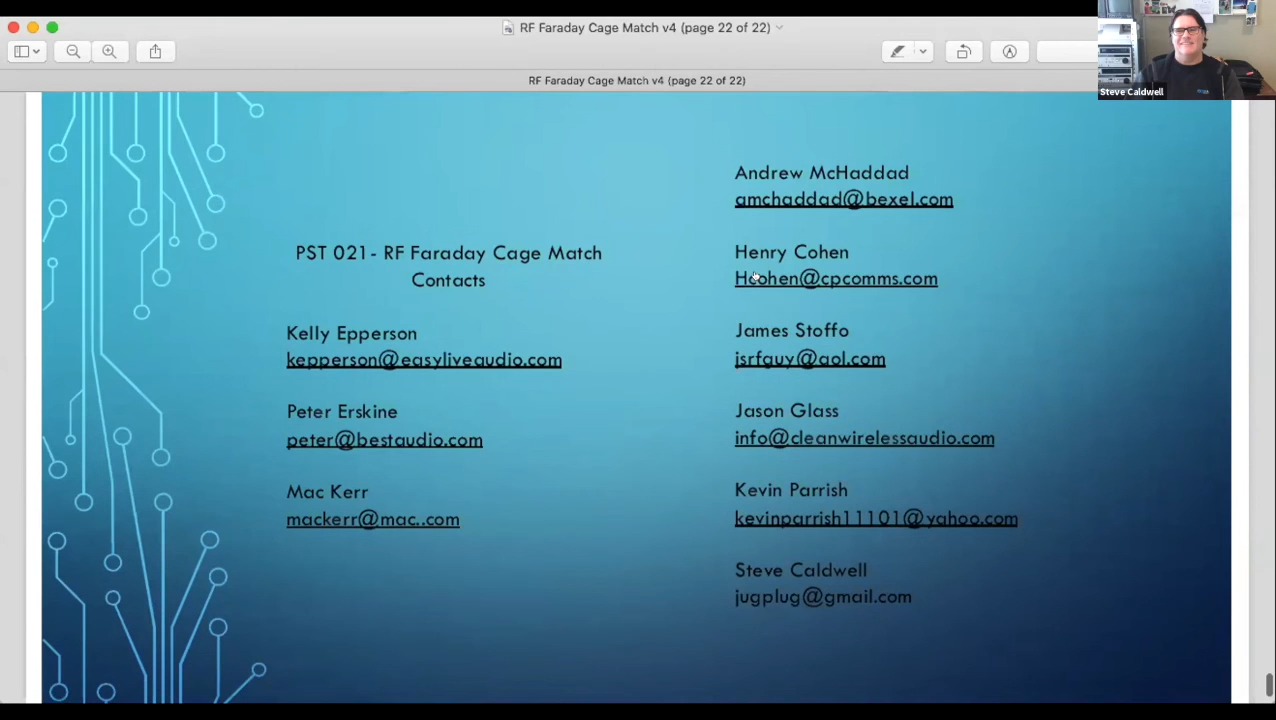 RF Faraday Cage Match v4 (page 22 of 22)
RF Faraday Cage Match v4 (page 22 of 22)
Steve Caldwell
PST 021- RF Faraday Cage Match
Contacts
Kelly Epperson
kepperson@easyliveaudio.com
Peter Erskine
peter@bestaudio.com
Mac Kerr
mackerr@mac..com
Andrew McHaddad
amchaddad@bexel.com
Henry Cohen
Hcohen@cpcomms.com
James Stoffo
jsrfguy@aol.com
Jason Glass
info@cleanwirelessaudio.com
Kevin Parrish
kevinparrish11101@yahoo.com
Steve Caldwell
jugplug@gmail.com